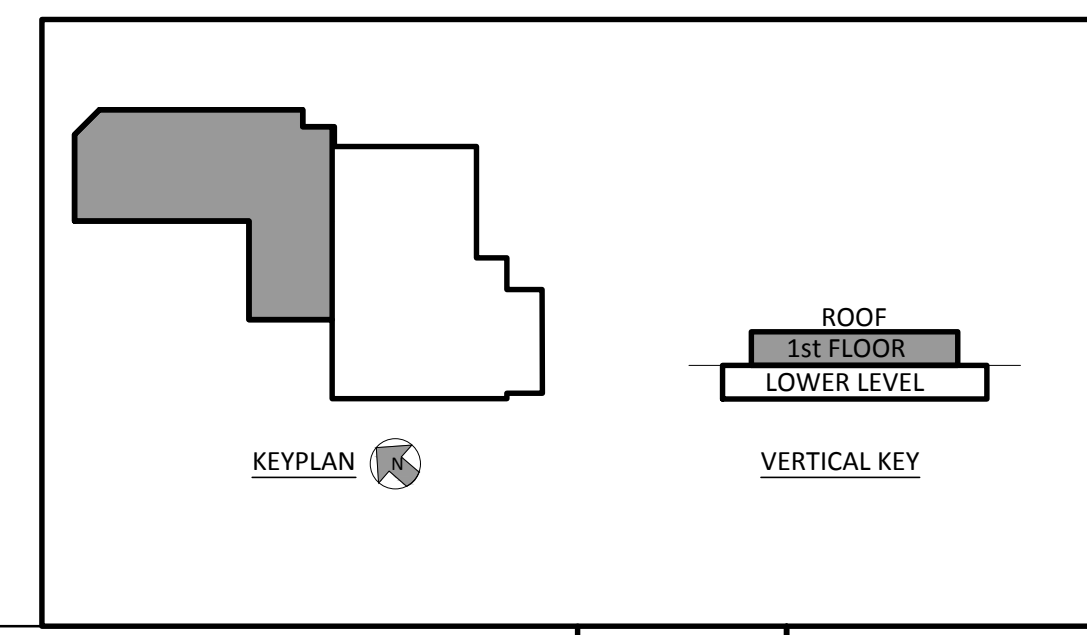 ROOF
1st FLOOR
LOWER LEVEL
KEYPLAN
N
VERTICAL KEY